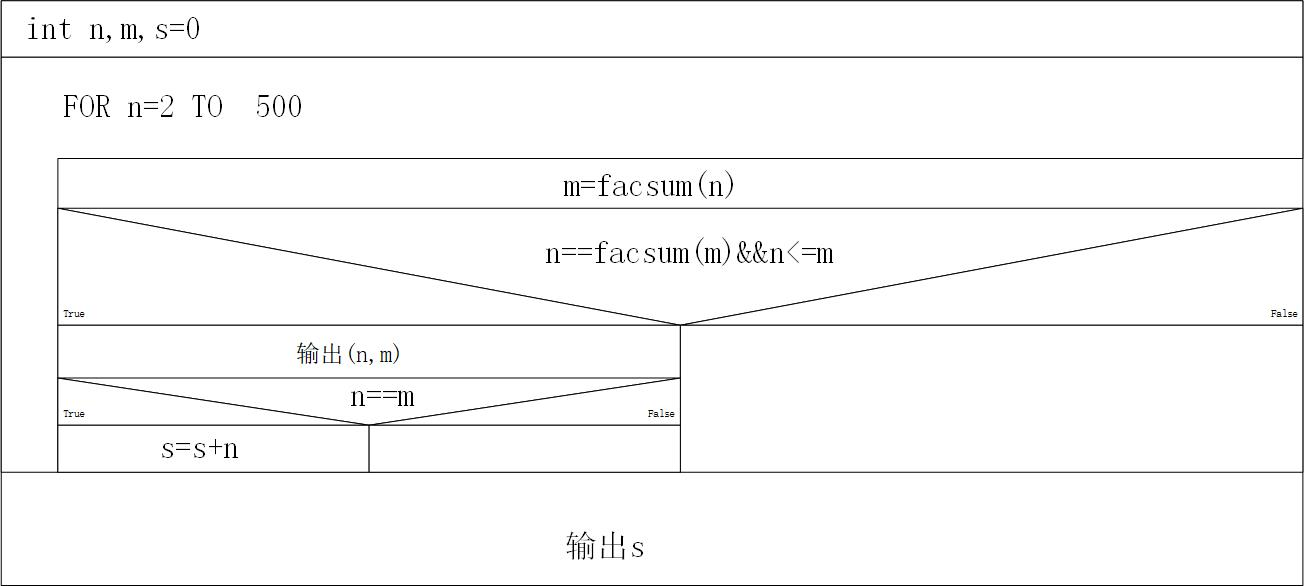 int n,m,s=0
FOR n=2 TO  500
m=facsum(n)
n==facsum(m)&&n<=m
True
False
输出(n,m)
n==m
True
False
s=s+n
输出s